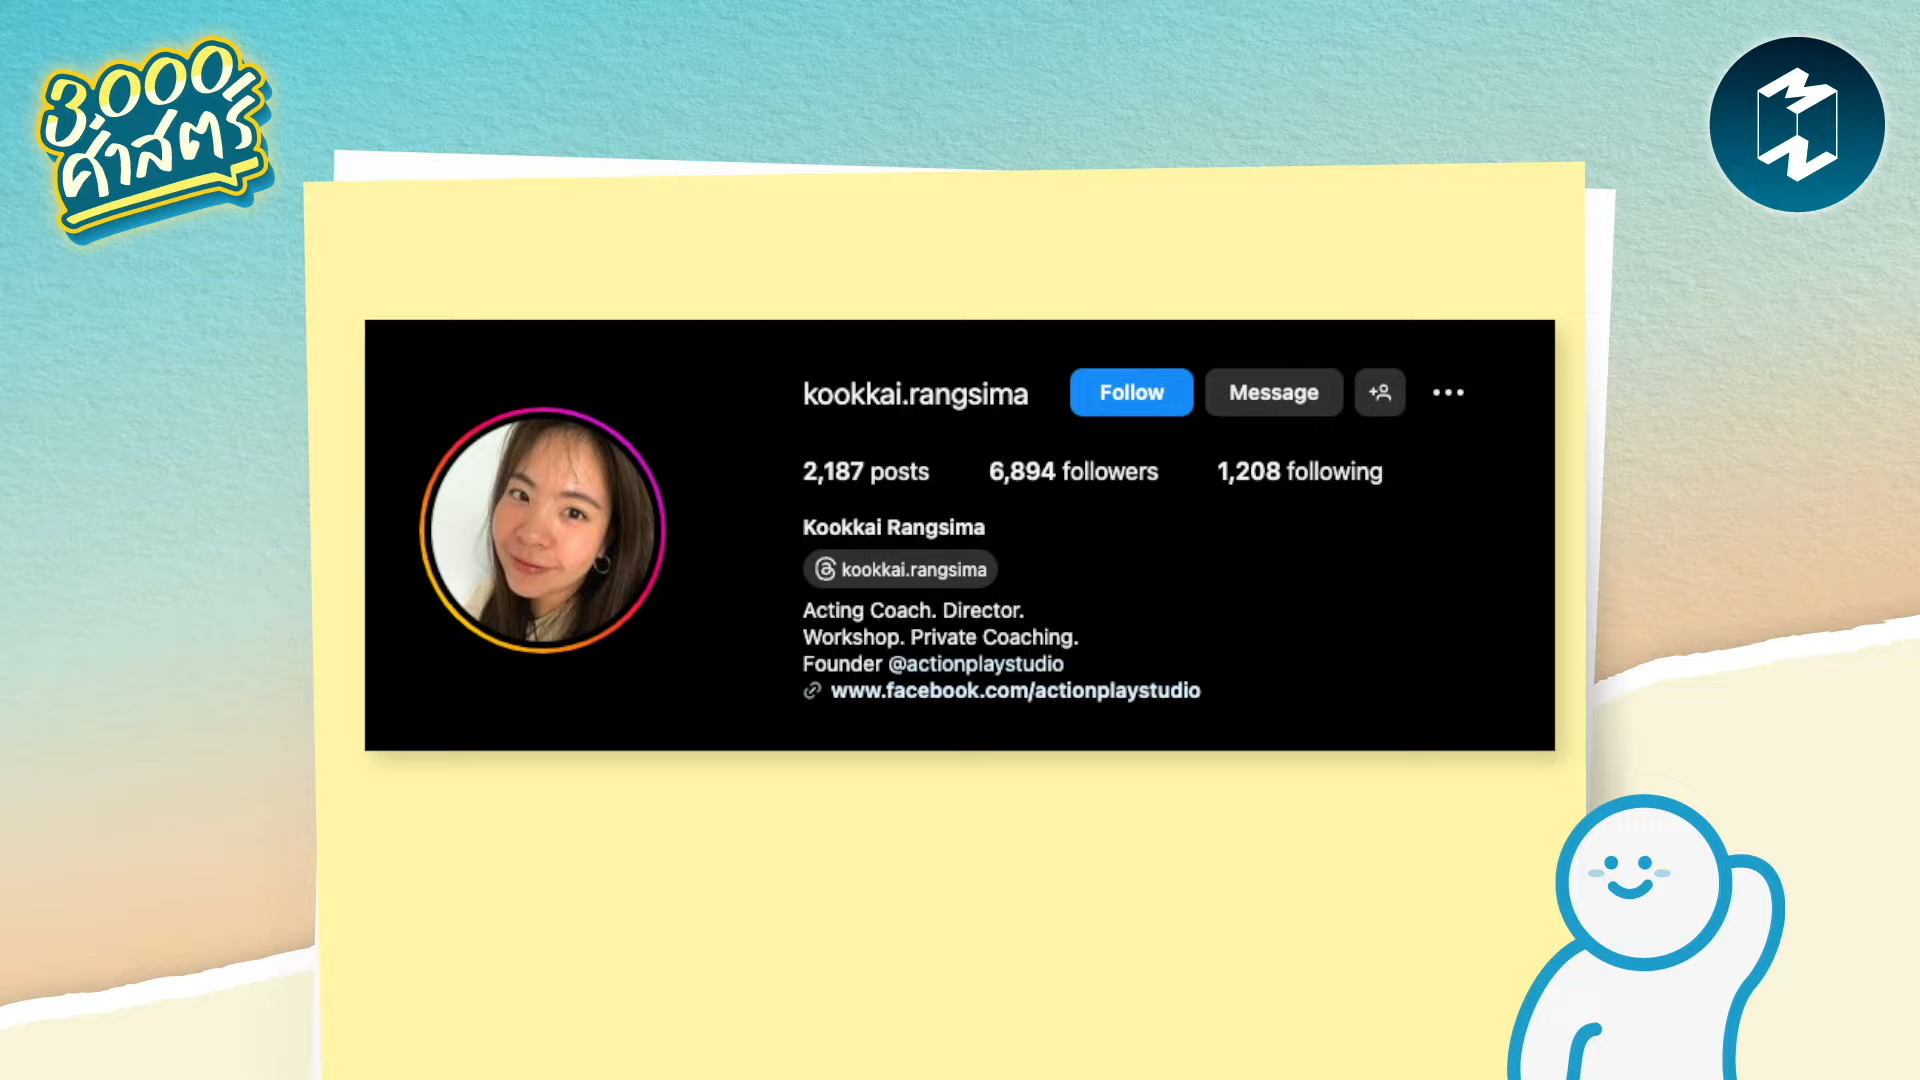 3,000
ศาสตร์
MN
kookkai.rangsima
Follow
Message
2,187 posts
6,894 followers
1,208 following
Kookkai Rangsima
kookkai.rangsima
Acting Coach. Director.
Workshop. Private Coaching.
Founder @actionplaystudio
www.facebook.com/actionplaystudio